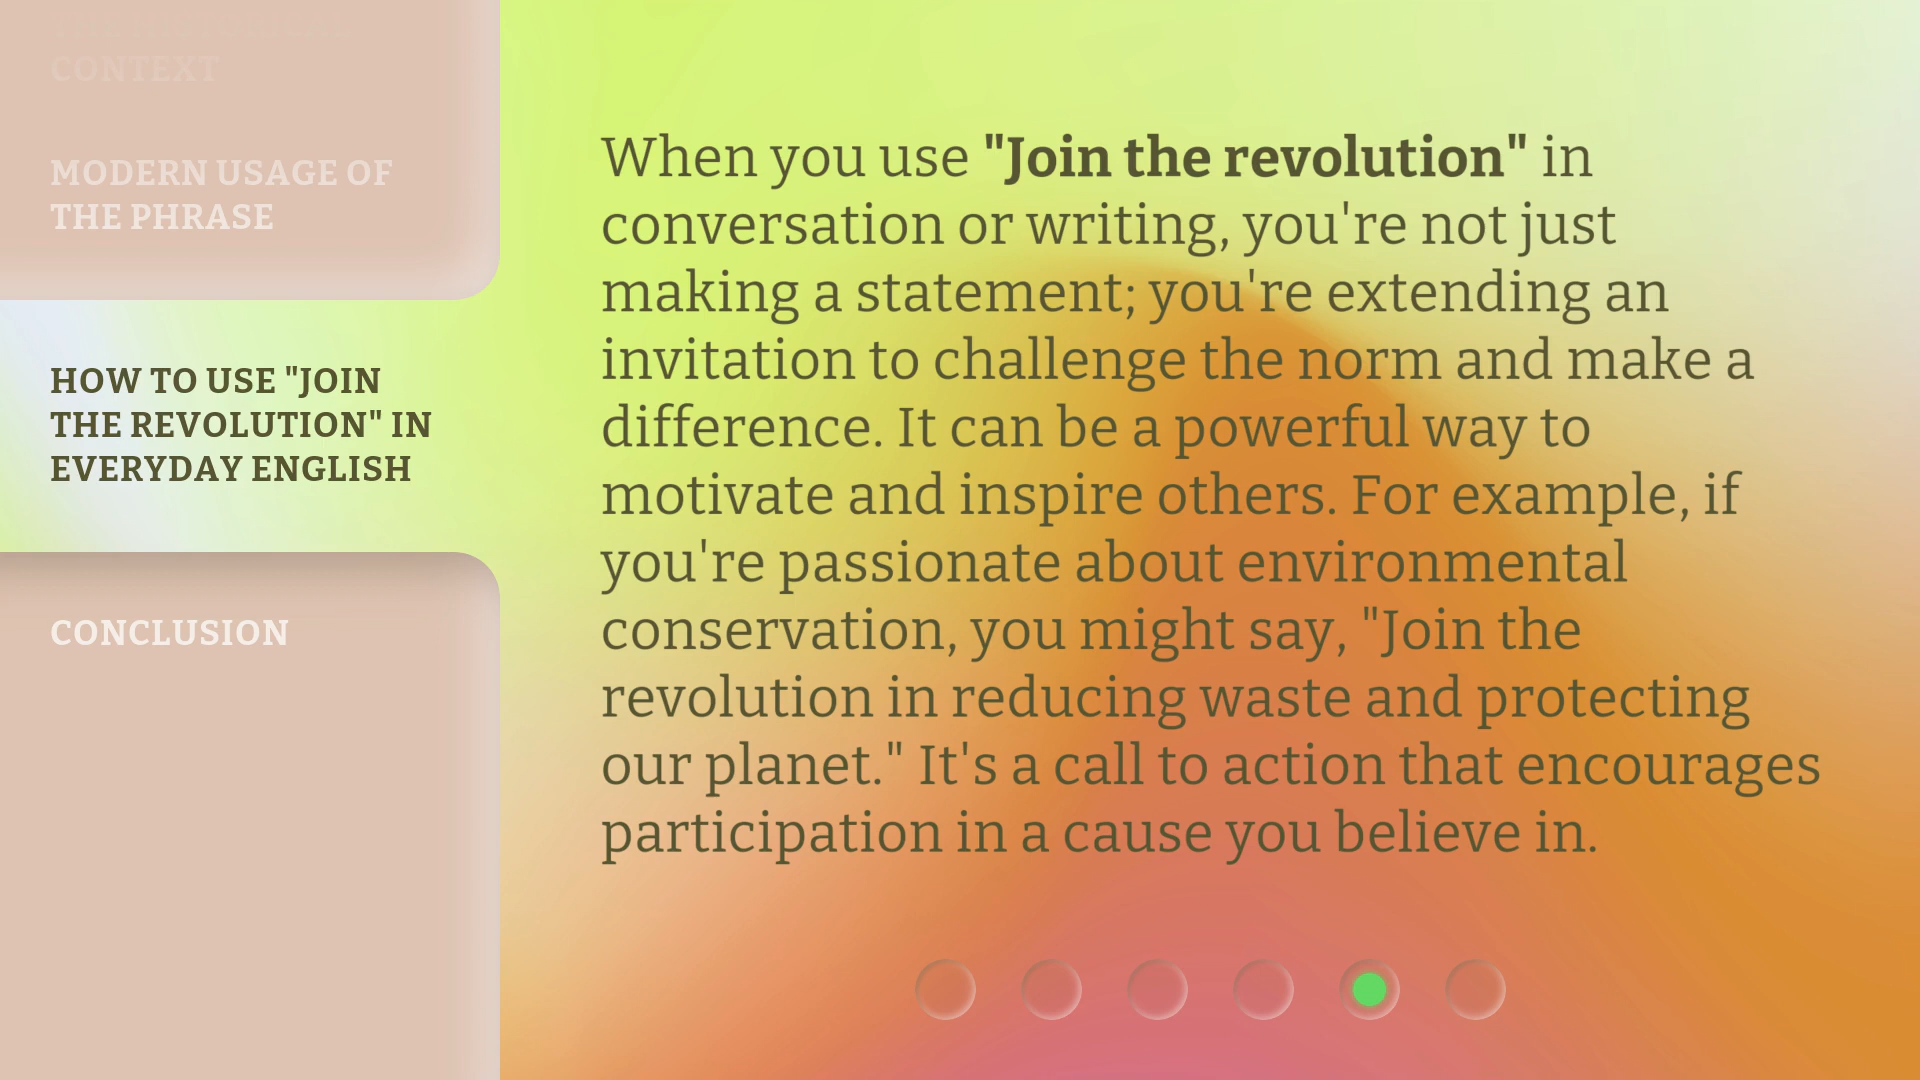 THE HISTORICAL
CONTEXT
MODERN USAGE OF
THE PHRASE
HOW TO USE "JOIN
THE REVOLUTION" IN
EVERYDAY ENGLISH
CONCLUSION
When you use "Join the revolution" in
conversation or writing, you're not just
making a statement; you're extending an
invitation to challenge the norm and make a
difference. It can be a powerful way to
motivate and inspire others. For example, if
you're passionate about environmental
conservation, you might say, "Join the
revolution in reducing waste and protecting
our planet." It's a call to action that encourages
participation in a cause you believe in.